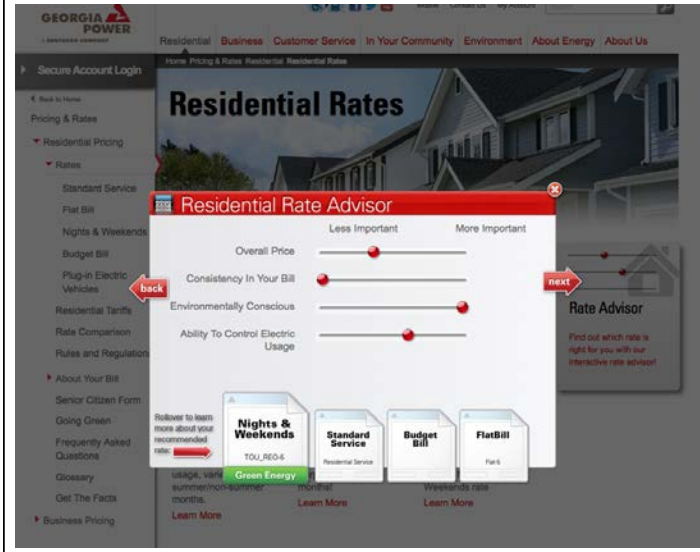 GEORGIA
POWER
A SOUTHERN COMPANY
Home Contact Us My Account
Residential Business Customer Service In Your Community Environment About Energy About Us
Secure Account Login
Home Pricing & Rates Residential Residential Rates
Back to Home
Pricing & Rates
Residential Pricing
Rates
Standard Service
Flat Bill
Nights & Weekends
Budget Bill
Plug-in Electric
Vehicles
Residential Tariffs
Rate Comparison
Rules and Regulation
About Your Bill
Senior Citizen Form
Going Green
Frequently Asked
Questions
Glossary
Get The Facts
Business Pricing
Residential Rates
Residential Rate Advisor
Less Important More Important
Overall Price
Consistency In Your Bill
Environmentally Conscious
Ability To Control Electric
Usage
back
next
Rollover to learn
more about your
recommended
rate:
Nights &
Weekends
TOU_REO-6
Green Energy
Standard
Service
Residential Service
Budget
Bill
FlatBill
Flat-6
Rate Advisor
Find out which rate is
right for you with our
interactive rate advisor!
usage, vari
summer/non-summer
months.
Learn More
months!
Learn More
Weekends rate
Learn More